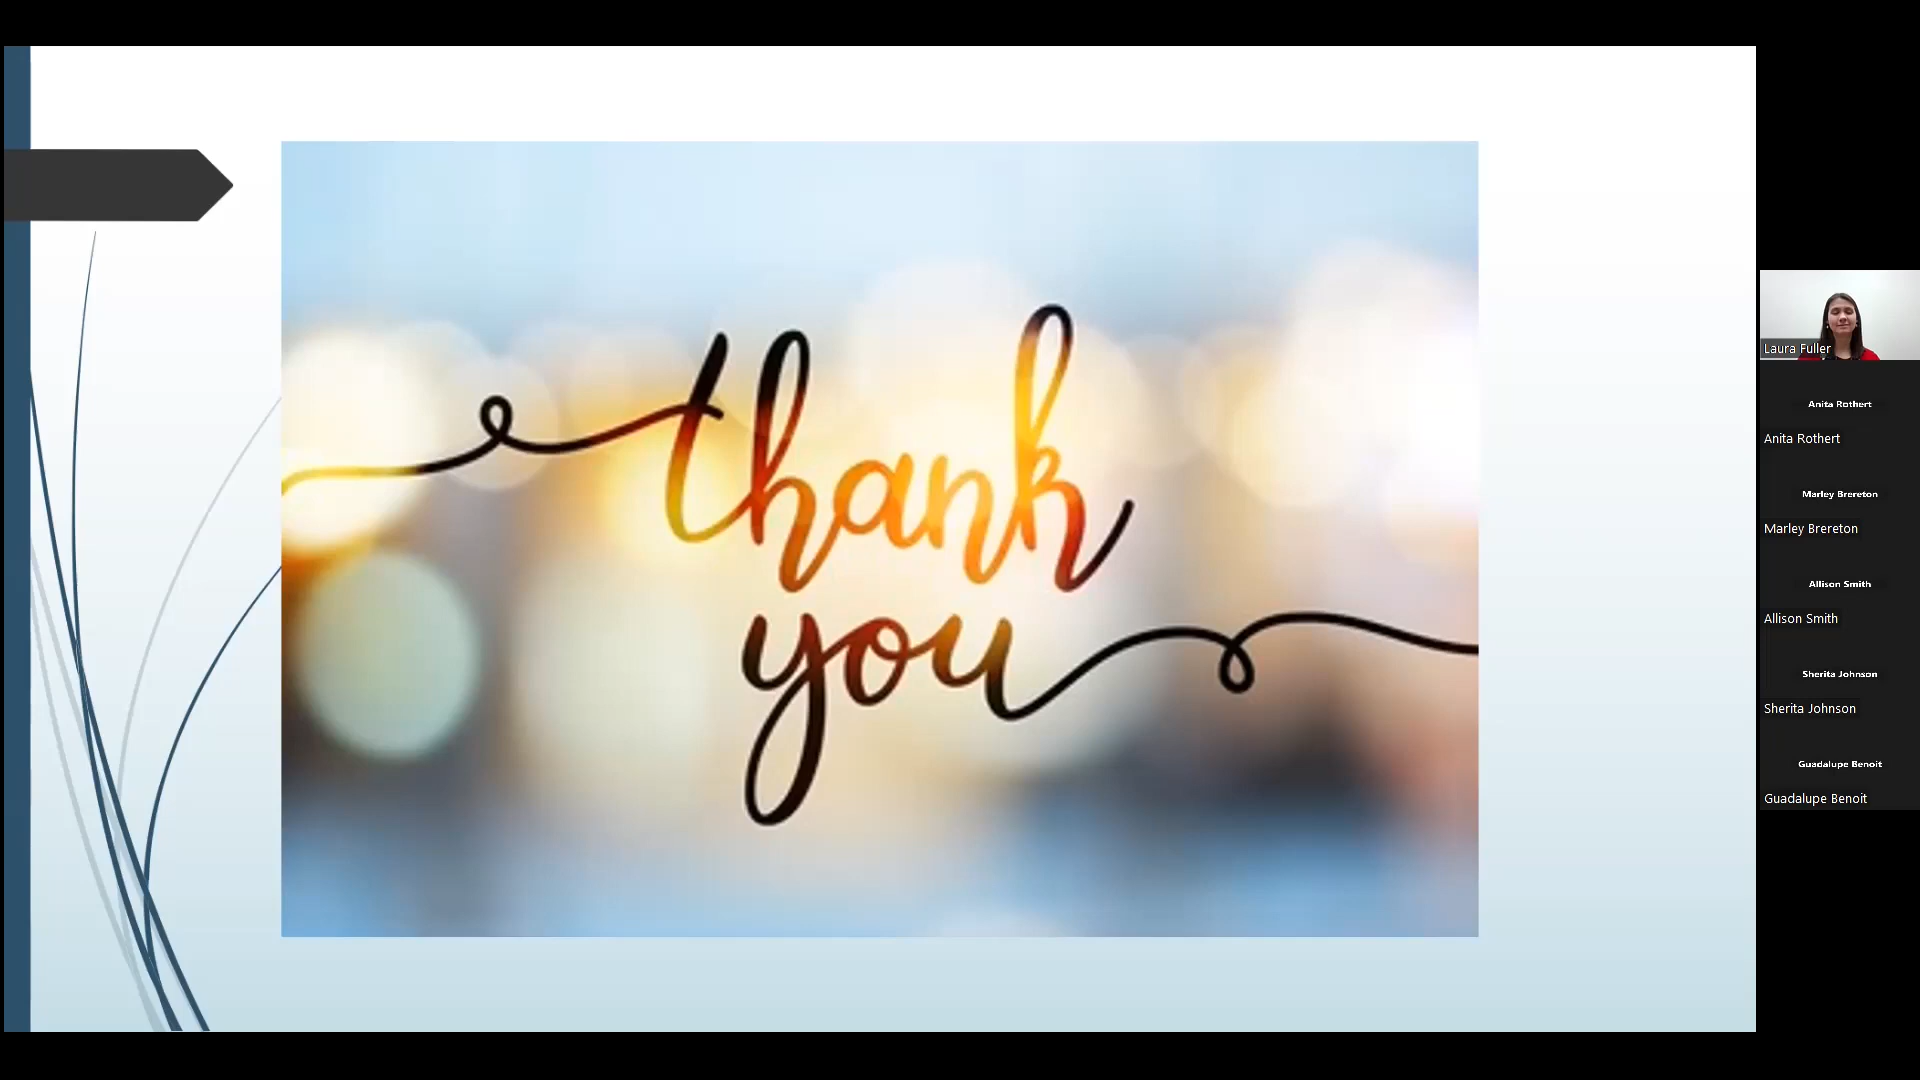 thank
you
Laura Fuller
Anita Rothert
Anita Rothert
Marley Brereton
Marley Brereton
Allison Smith
Allison Smith
Sherita Johnson
Sherita Johnson
Guadalupe Benoit
Guadalupe Benoit